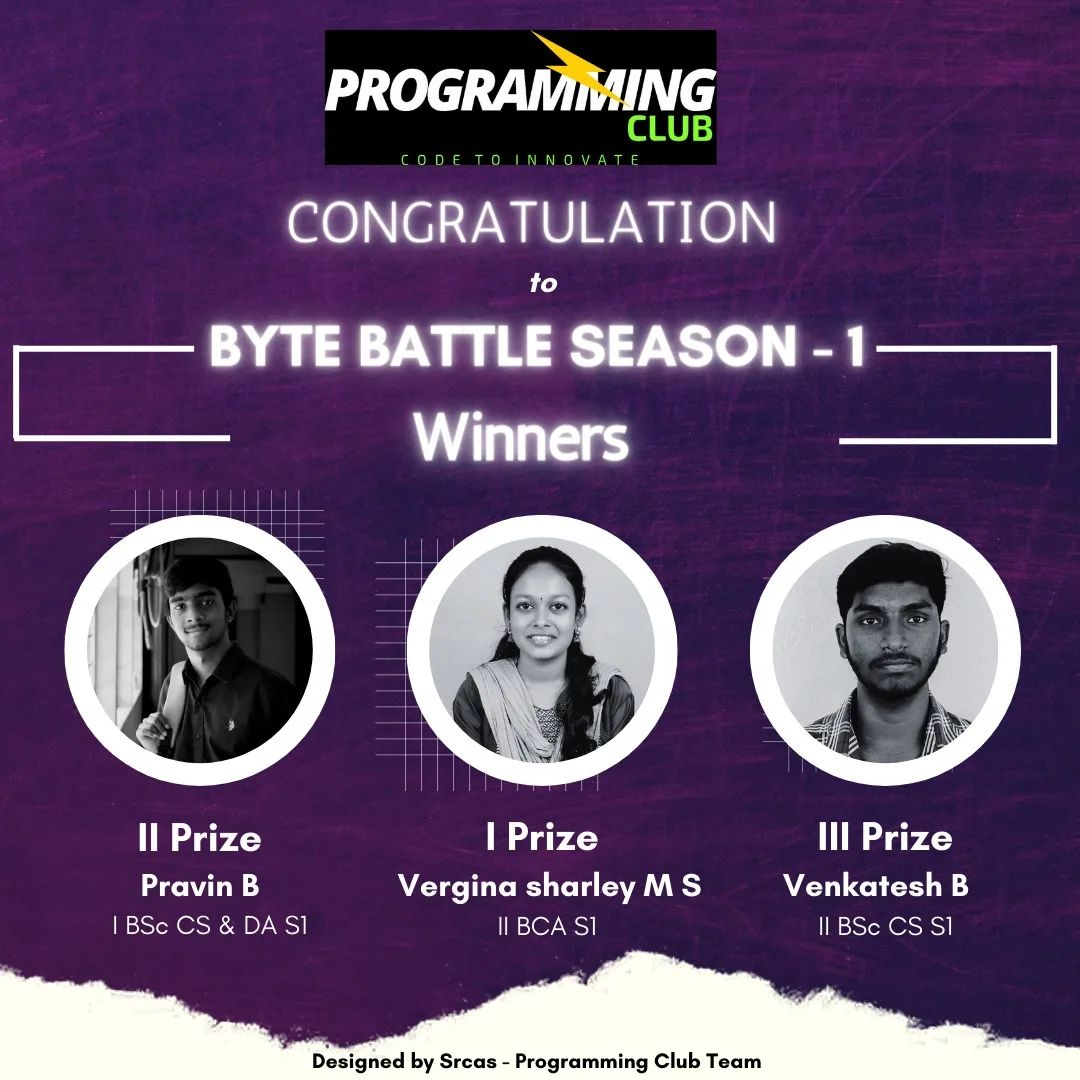 PROGRAMMING
CLUB
CODE TO INNOVATE
CONGRATULATION
to
BYTE BATTLE SEASON - 1
Winners
II Prize
Pravin B
I BSc CS & DA S1
I Prize
Vergina sharley M S
II BCA S1
III Prize
Venkatesh B
II BSc CS S1
Designed by Srcas - Programming Club Team